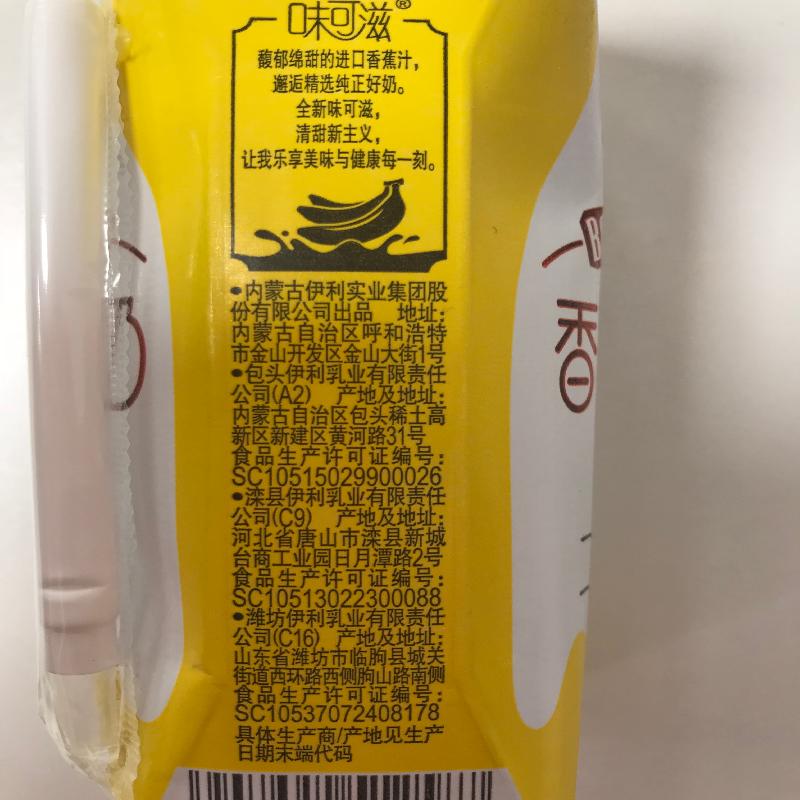 味可滋®
馥郁绵甜的进口香蕉汁，
邂逅精选纯正好奶。
全新味可滋，
清甜新主义，
让我乐享美味与健康每一刻。
•内蒙古伊利实业集团股
份有限公司出品 地址：
内蒙古自治区呼和浩特
市金山开发区金山大街1号
•包头伊利乳业有限责任
公司(A2) 产地及地址：
内蒙古自治区包头稀土高
新区新建区黄河路31号
食品生产许可证编号：
SC10515029900026
•滦县伊利乳业有限责任
公司(C9) 产地及地址：
河北省唐山市滦县新城
台商工业园日月潭路2号
食品生产许可证编号：
SC10513022300088
•潍坊伊利乳业有限责任
公司(C16) 产地及地址：
山东省潍坊市临朐县城关
街道西环路西侧朐山路南侧
食品生产许可证编号：
SC10537072408178
具体生产商/产地见生产
日期末端代码
香